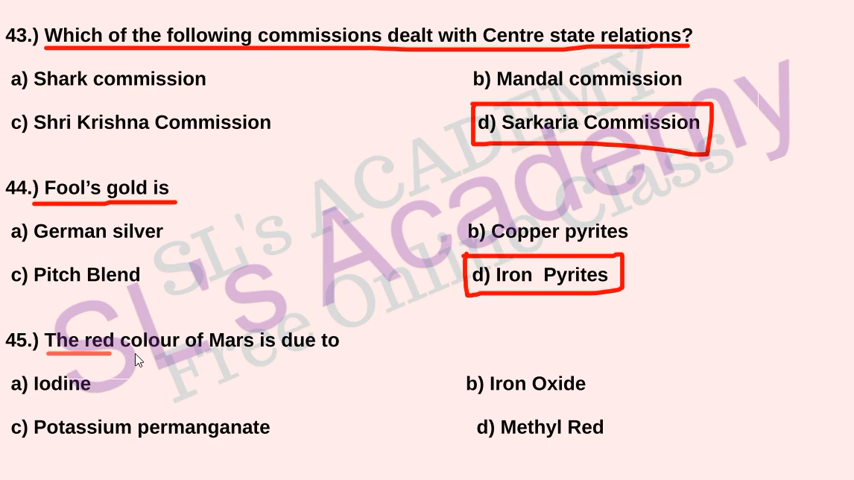 43.) Which of the following commissions dealt with Centre state relations?
a) Shark commission b) Mandal commission
c) Shri Krishna Commission d) Sarkaria Commission
44.) Fool’s gold is
a) German silver b) Copper pyrites
c) Pitch Blend d) Iron Pyrites
45.) The red colour of Mars is due to
a) Iodine b) Iron Oxide
c) Potassium permanganate d) Methyl Red
SL's Academy
SL's ACADEMY
Free Online Class